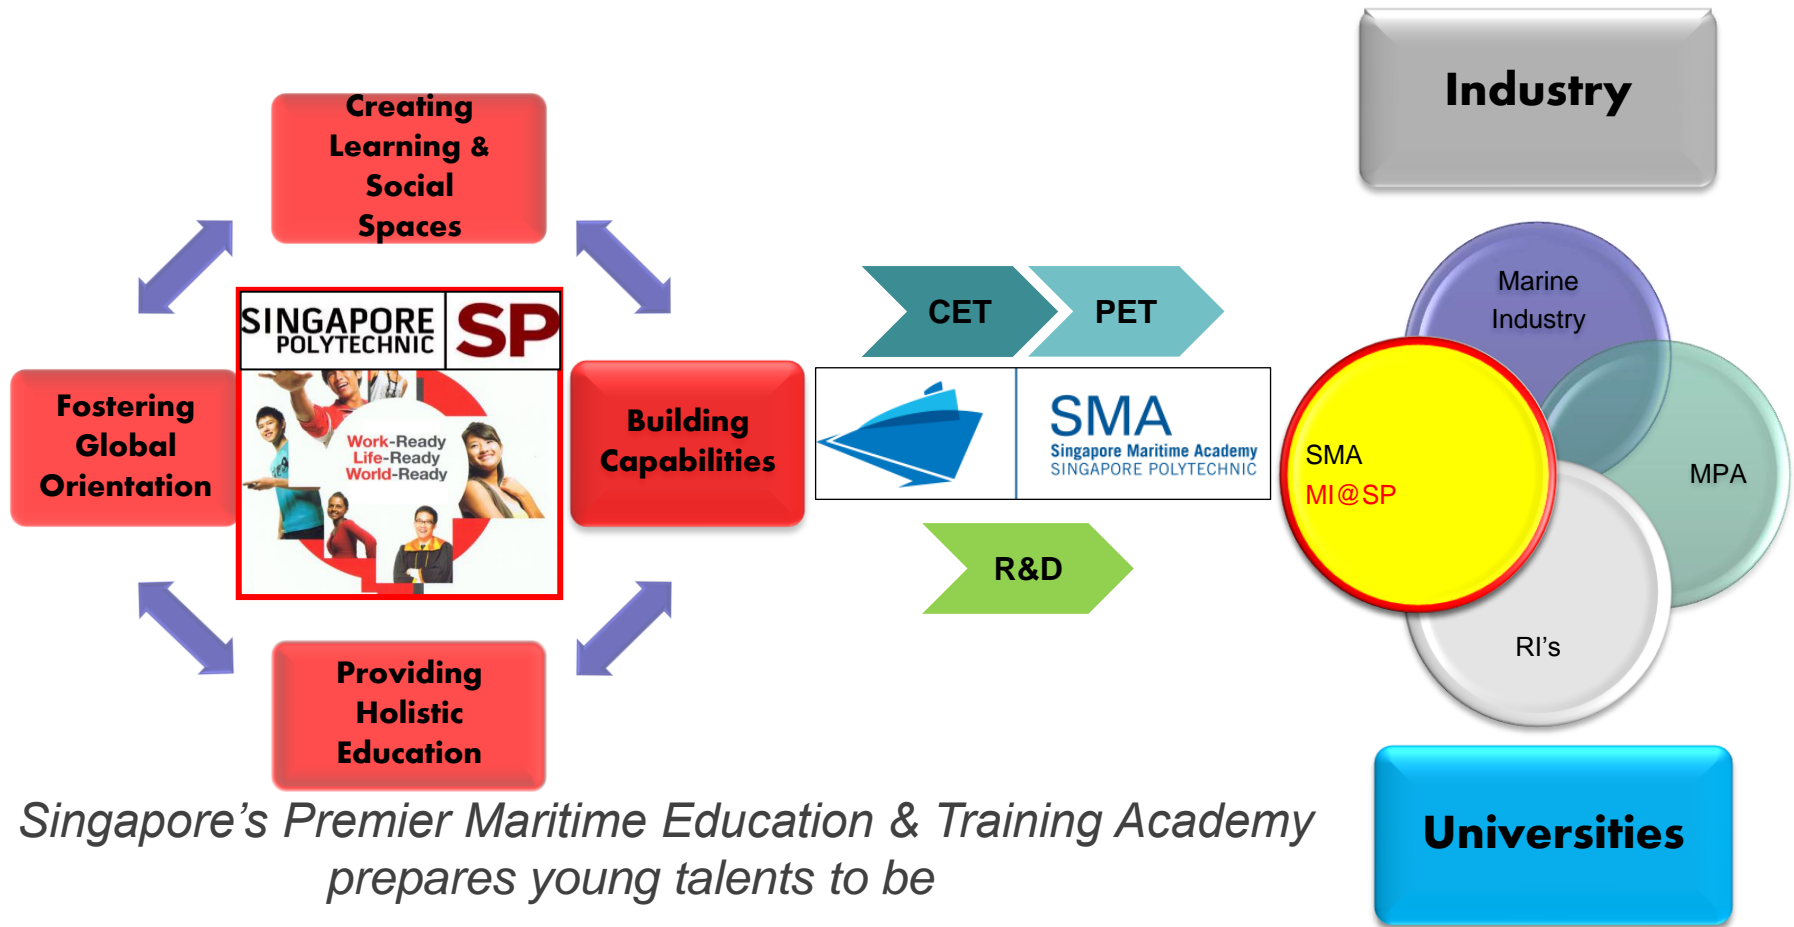 Creating
Learning &
Social
Spaces
SINGAPORE
POLYTECHNIC
SP
Fostering
Global
Orientation
Work-Ready
Life-Ready
World-Ready
Building
Capabilities
Providing
Holistic
Education
CET
PET
SMA
Singapore Maritime Academy
SINGAPORE POLYTECHNIC
R&D
Industry
Marine
Industry
SMA
MI@SP
MPA
RI's
Universities
Singapore’s Premier Maritime Education & Training Academy
prepares young talents to be